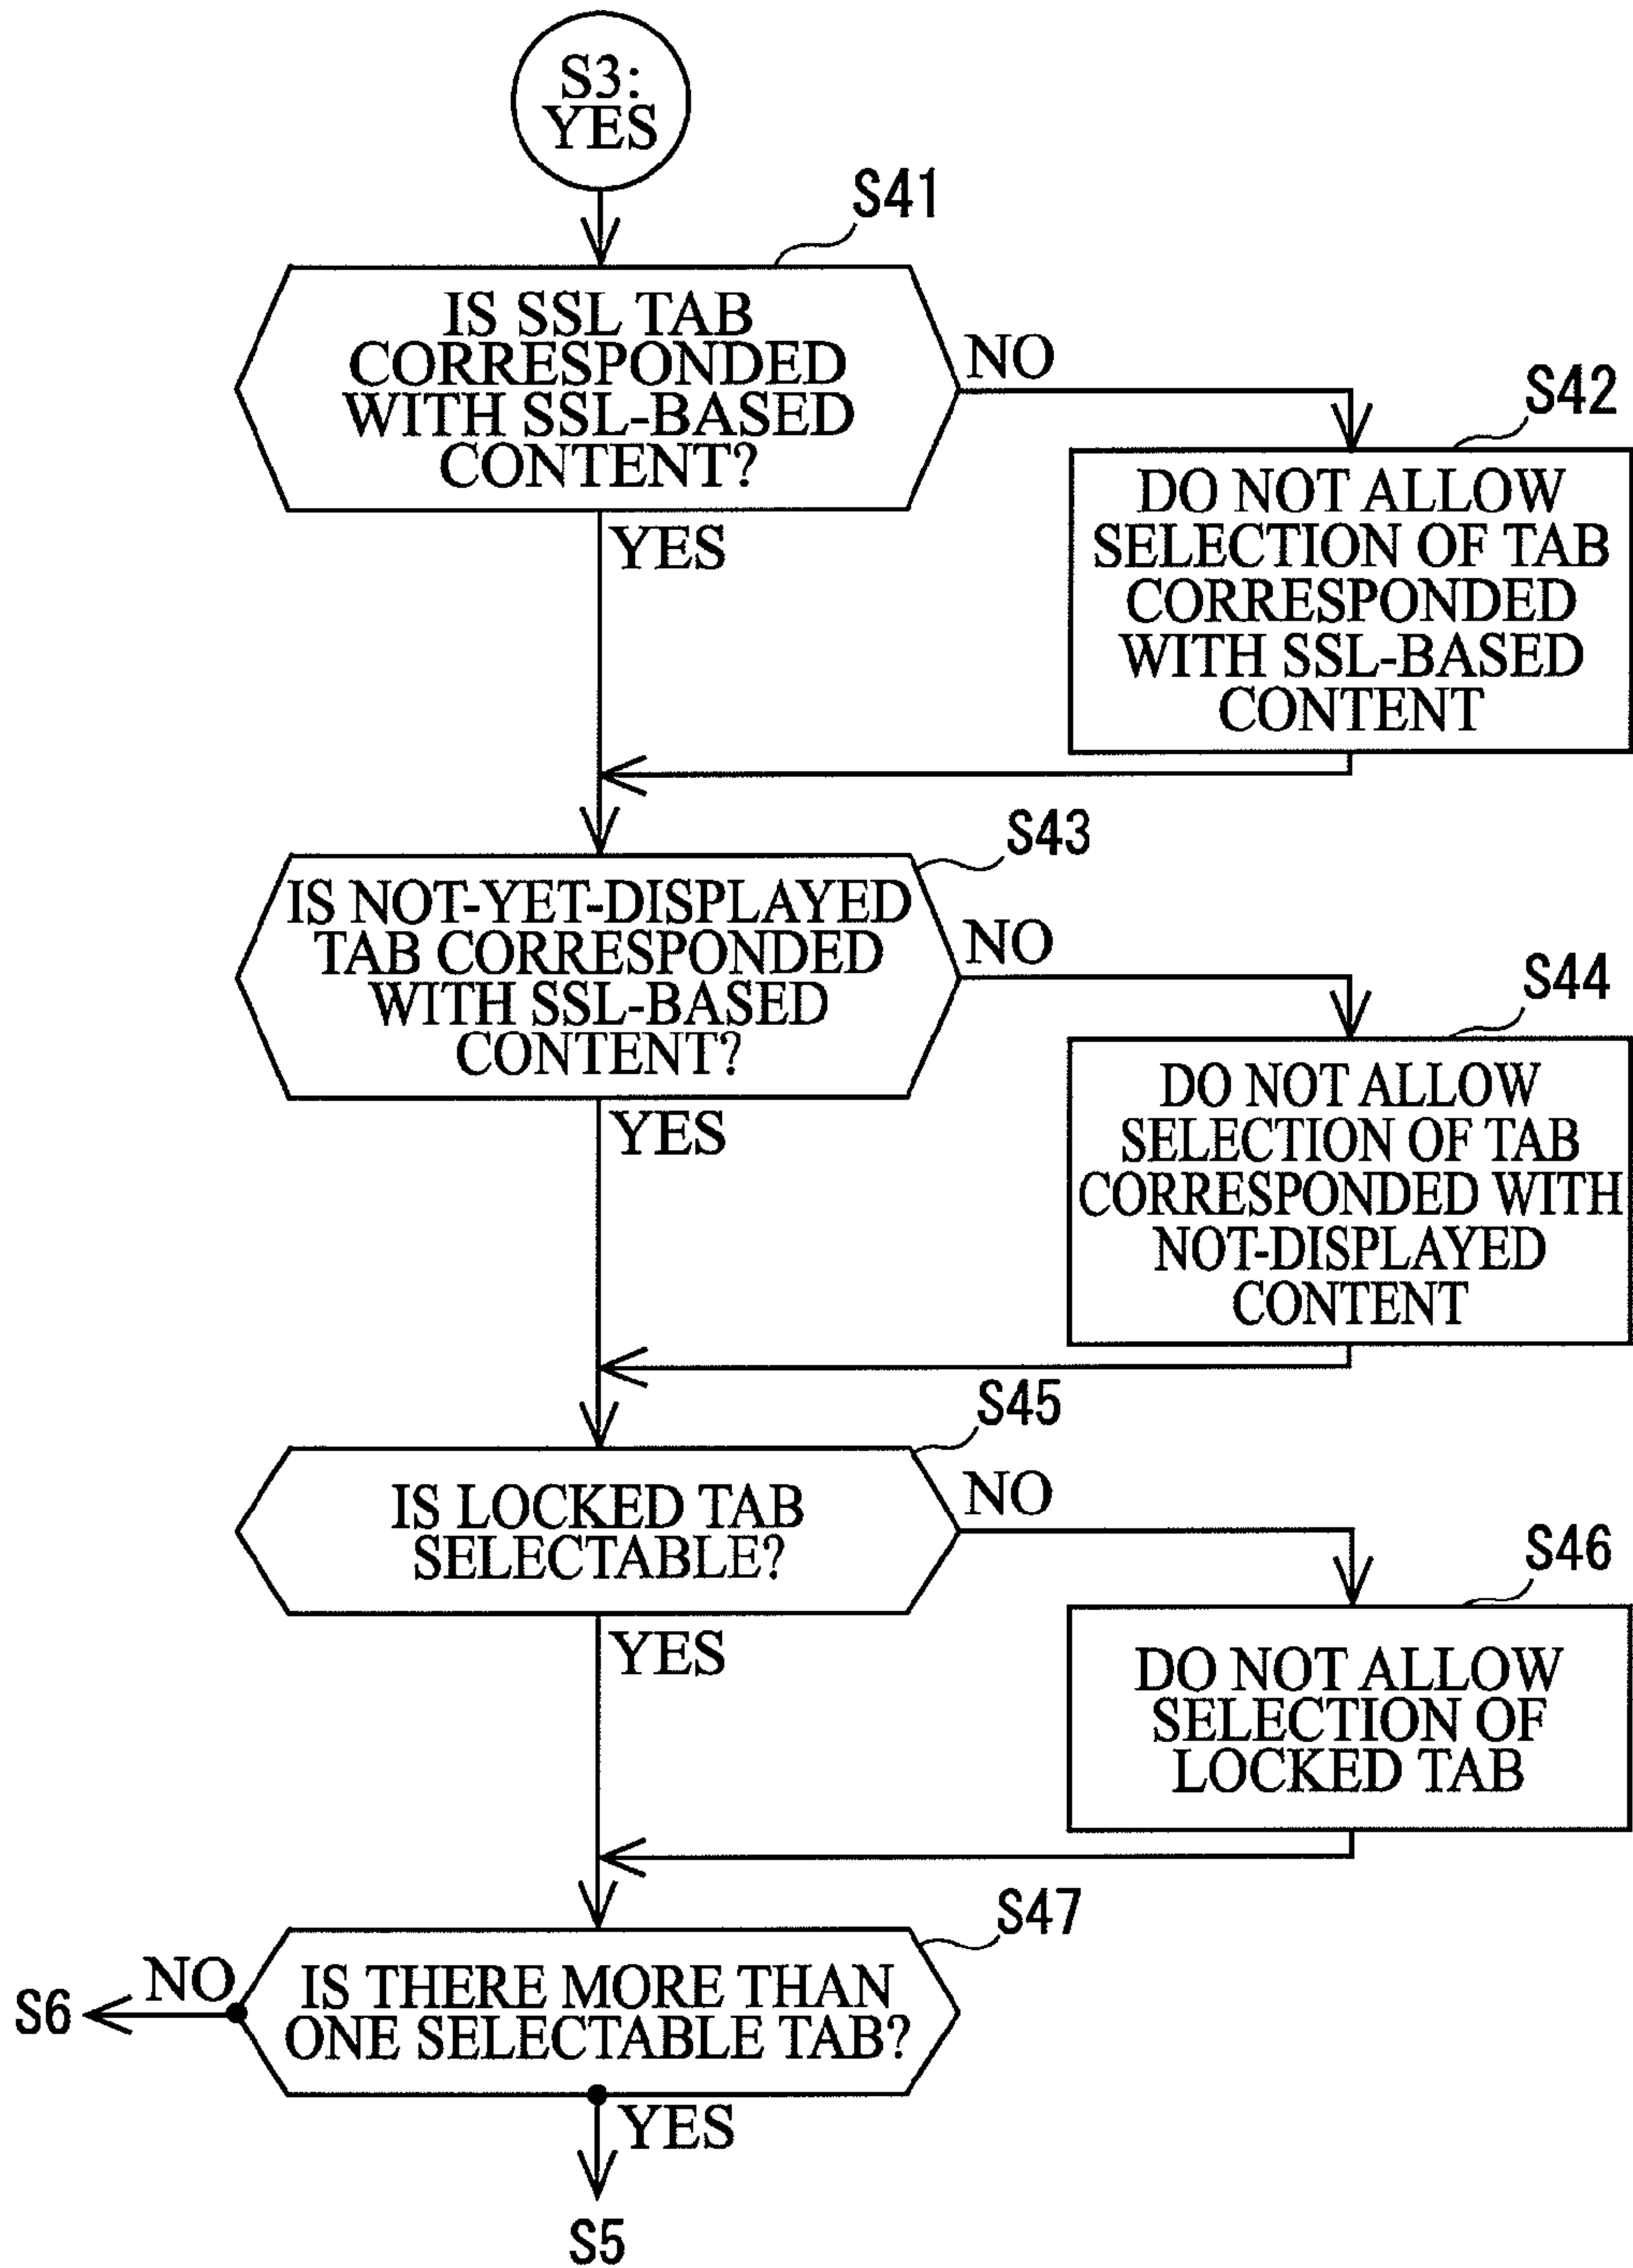 S3:
YES
S41
IS SSL TAB
CORRESPONDED
WITH SSL-BASED
CONTENT?
NO
YES
S42
DO NOT ALLOW
SELECTION OF TAB
CORRESPONDED
WITH SSL-BASED
CONTENT
S43
IS NOT-YET-DISPLAYED
TAB CORRESPONDED
WITH SSL-BASED
CONTENT?
NO
YES
S44
DO NOT ALLOW
SELECTION OF TAB
CORRESPONDED WITH
NOT-DISPLAYED
CONTENT
S45
IS LOCKED TAB
SELECTABLE?
NO
YES
S46
DO NOT ALLOW
SELECTION OF
LOCKED TAB
S47
IS THERE MORE THAN
ONE SELECTABLE TAB?
NO
S6
YES
S5